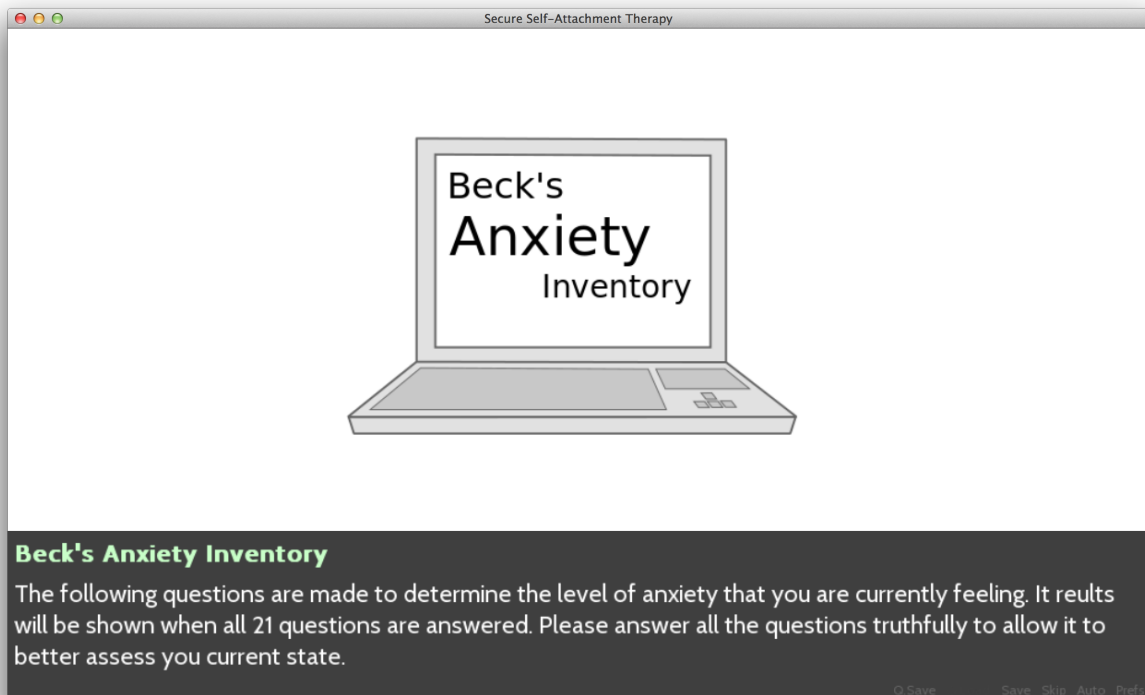 Secure Self-Attachment Therapy
Beck's
Anxiety
Inventory
Beck's Anxiety Inventory
The following questions are made to determine the level of anxiety that you are currently feeling. It reults
will be shown when all 21 questions are answered. Please answer all the questions truthfully to allow it to
better assess you current state.
Q.Save Save Skip Auto Prefs